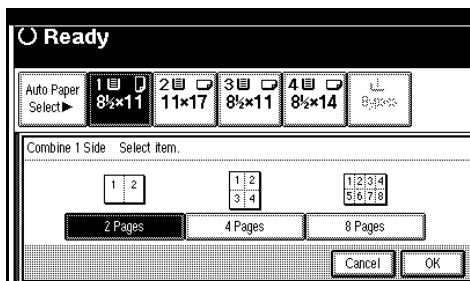 Ready
Auto Paper
Select▶
1 8½×11
2 11×17
3 8½×11
4 8½×14
Combine 1 Side Select item.
1 2
1 2
3 4
1 2 3 4
5 6 7 8
2 Pages
4 Pages
8 Pages
Cancel
OK